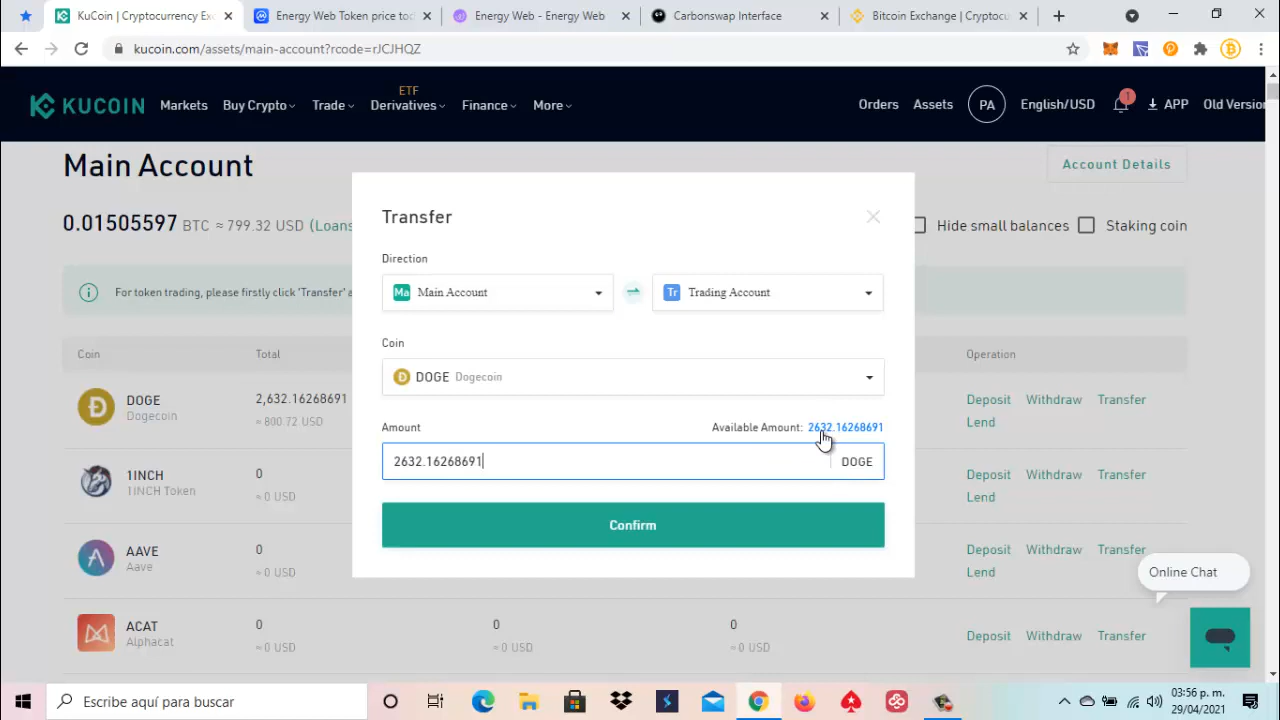 KuCoin | Cryptocurrency Exc
Energy Web Token price tod
Energy Web - Energy Web
Carbonswap Interface
Bitcoin Exchange | Cryptocu
kucoin.com/assets/main-account?rcode=rJCJHQZ
KUCOIN
Markets
Buy Crypto
Trade
ETF
Derivatives
Finance
More
Orders
Assets
PA
English/USD
1
APP
Old Version
Main Account
Account Details
0.01505597 BTC ≈ 799.32 USD (Loans
Hide small balances
Staking coin
For token trading, please firstly click 'Transfer' a
Coin
Total
Operation
DOGE
Dogecoin
2,632.16268691
≈ 800.72 USD
Deposit Withdraw Transfer
Lend
1INCH
1INCH Token
0
≈ 0 USD
Deposit Withdraw Transfer
Lend
AAVE
Aave
0
≈ 0 USD
Deposit Withdraw Transfer
Lend
ACAT
Alphacat
0
≈ 0 USD
0
≈ 0 USD
0
≈ 0 USD
Deposit Withdraw Transfer
Transfer
Direction
Ma Main Account
Tr Trading Account
Coin
DOGE Dogecoin
Amount
Available Amount: 2632.16268691
2632.16268691
DOGE
Confirm
Online Chat
Escribe aquí para buscar
03:56 p. m.
29/04/2021